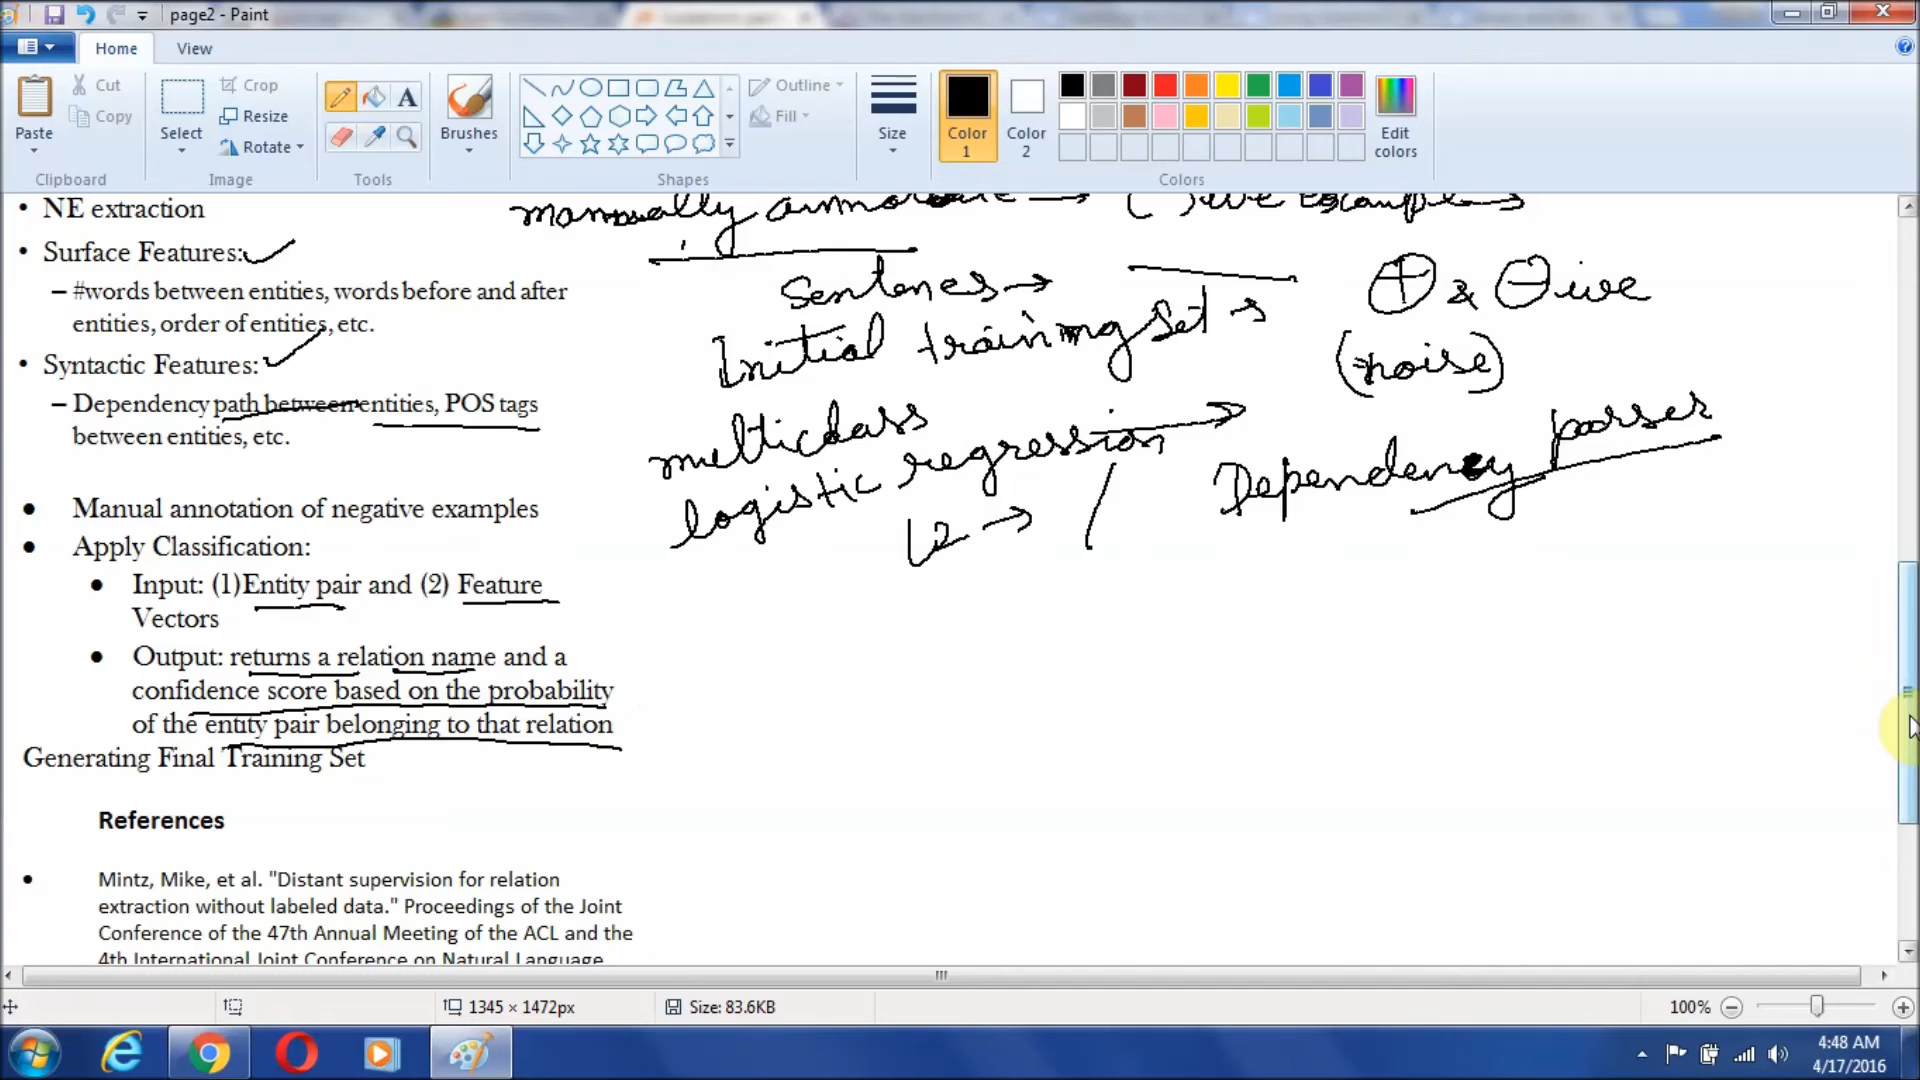 page2 - Paint
Home
View
Paste
Cut
Copy
Clipboard
Select
Crop
Resize
Rotate
Image
Tools
Brushes
Shapes
Outline
Fill
Size
Color
1
Color
2
Edit
colors
Colors
• NE extraction
• Surface Features:
– #words between entities, words before and after
entities, order of entities, etc.
• Syntactic Features:
– Dependency path between entities, POS tags
between entities, etc.
● Manual annotation of negative examples
● Apply Classification:
● Input: (1)Entity pair and (2) Feature
Vectors
● Output: returns a relation name and a
confidence score based on the probability
of the entity pair belonging to that relation
Generating Final Training Set
References
• Mintz, Mike, et al. "Distant supervision for relation
extraction without labeled data." Proceedings of the Joint
Conference of the 47th Annual Meeting of the ACL and the
4th International Joint Conference on Natural Language
manually
Sentences →
Initial training Set
⊕ & ⊖ive
(noise)
multiclass
logistic regression →
Dependency parser
L2 →
1345 × 1472px
Size: 83.6KB
100%
4:48 AM
4/17/2016